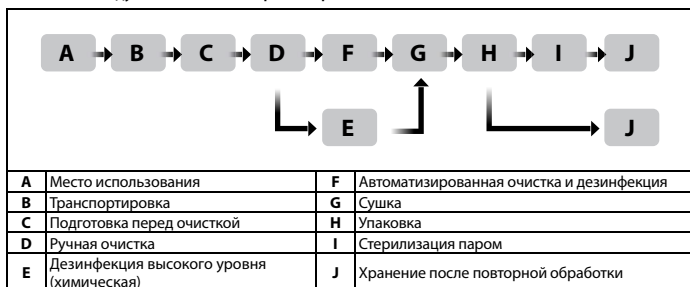 A B C D F G H I J
E J
A Место использования F Автоматизированная очистка и дезинфекция
B Транспортировка G Сушка
C Подготовка перед очисткой H Упаковка
D Ручная очистка I Стерилизация паром
E Дезинфекция высокого уровня
(химическая) J Хранение после повторной обработки